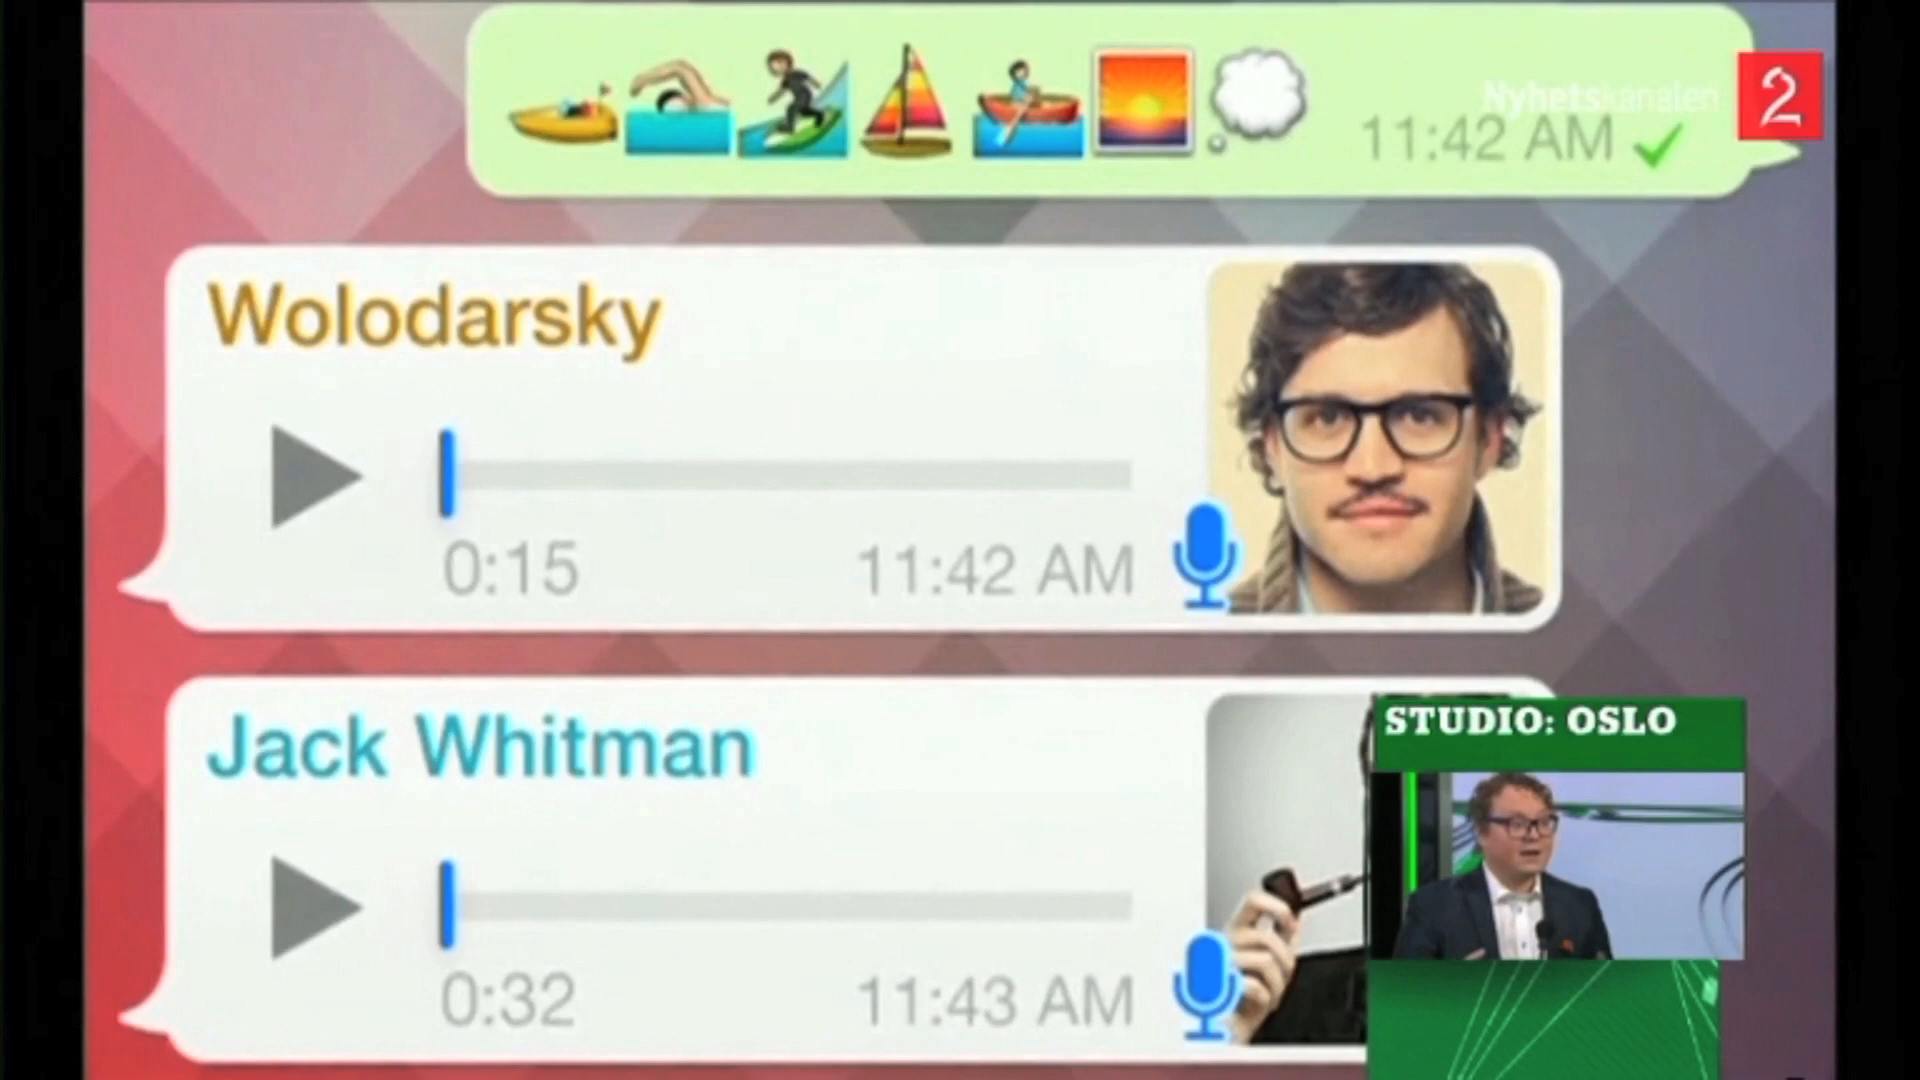 Nyhetskanalen 2
11:42 AM
Wolodarsky
0:15 11:42 AM
Jack Whitman
0:32 11:43 AM
STUDIO: OSLO